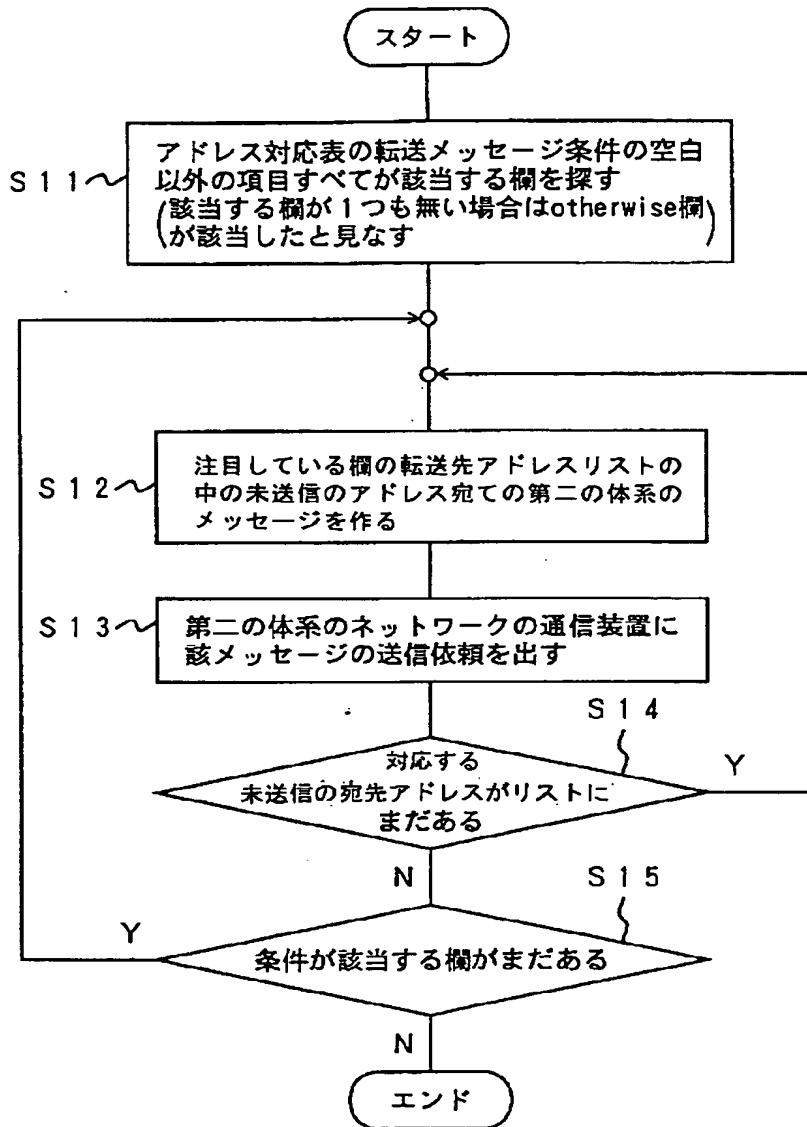 スタート
S11
アドレス対応表の転送メッセージ条件の空白
以外の項目すべてが該当する欄を探す
(該当する欄が1つも無い場合はotherwise欄)
が該当したと見なす
S12
注目している欄の転送先アドレスリストの
中の未送信のアドレス宛ての第二の体系の
メッセージを作る
S13
第二の体系のネットワークの通信装置に
該メッセージの送信依頼を出す
S14
対応する
未送信の宛先アドレスがリストに
まだある
Y
N
S15
Y
条件が該当する欄がまだある
N
エンド